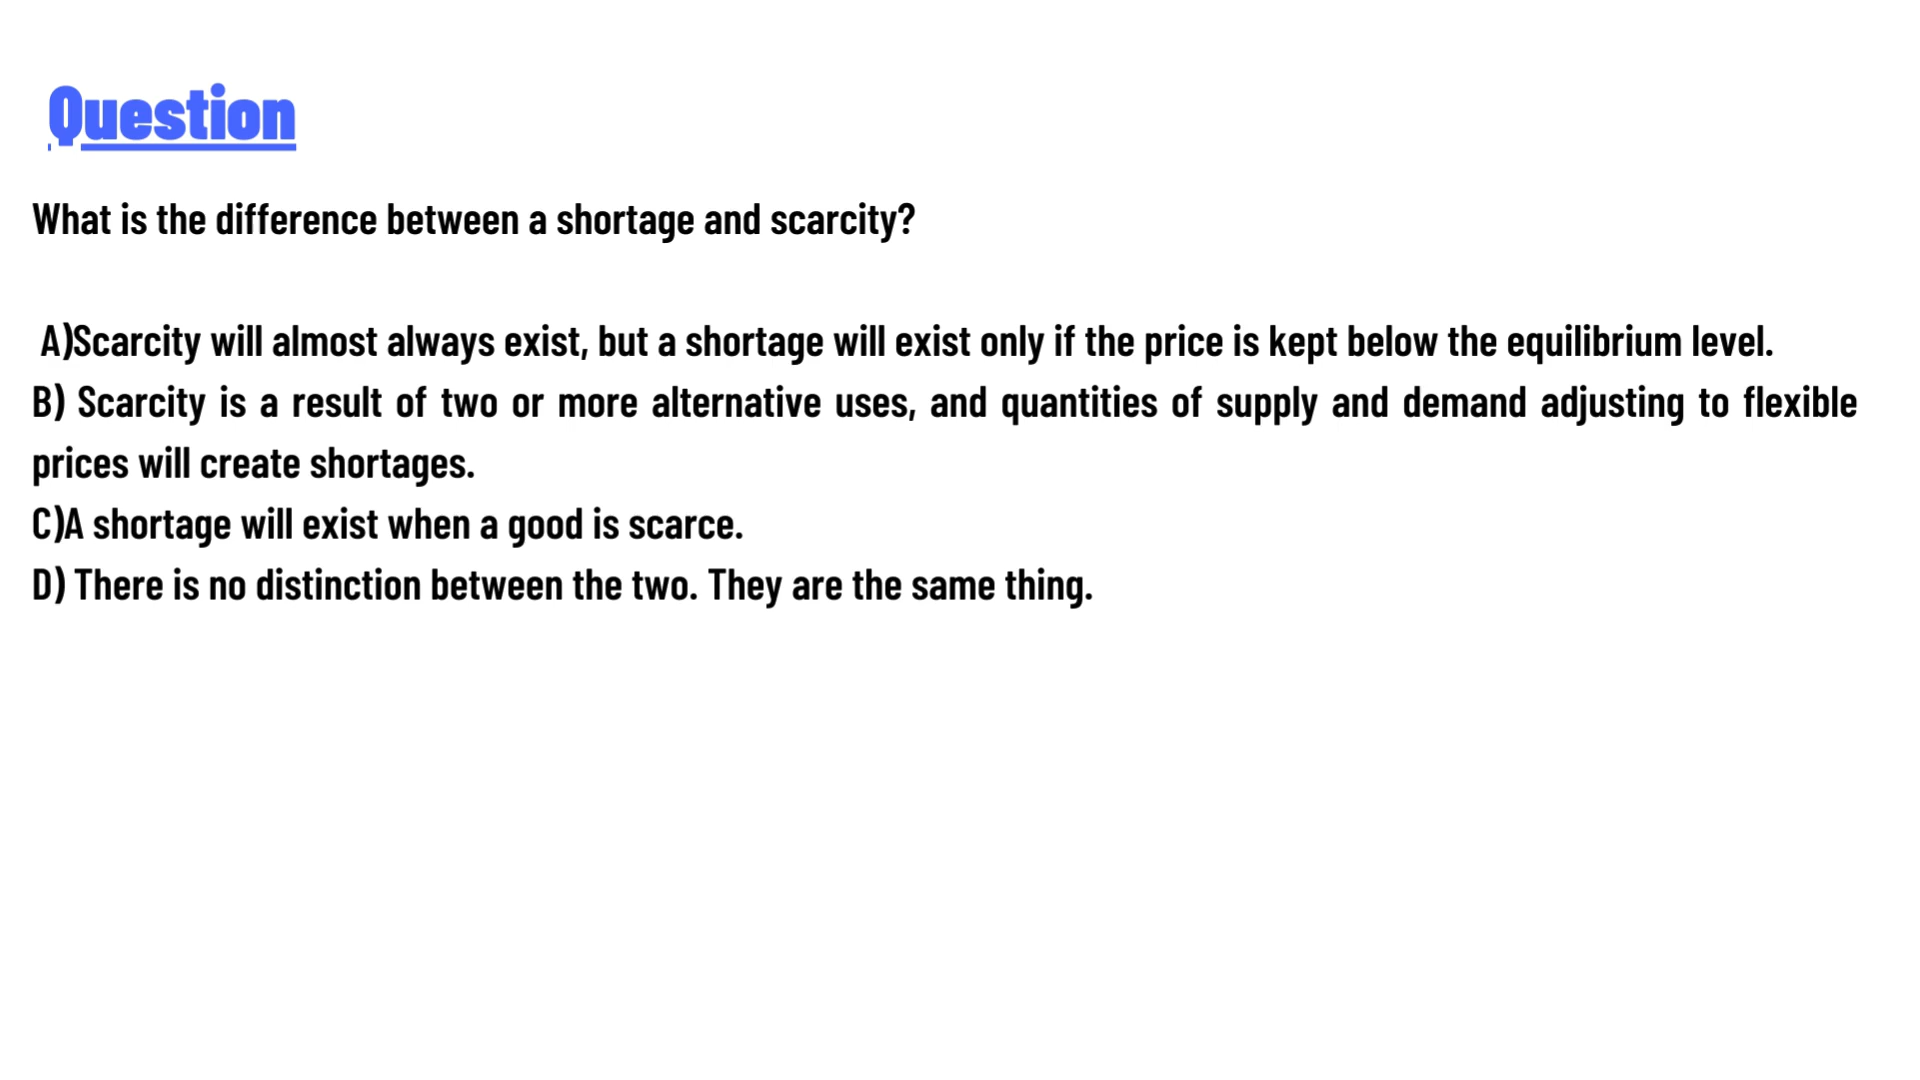 Question
What is the difference between a shortage and scarcity?
A)Scarcity will almost always exist, but a shortage will exist only if the price is kept below the equilibrium level.
B) Scarcity is a result of two or more alternative uses, and quantities of supply and demand adjusting to flexible
prices will create shortages.
C)A shortage will exist when a good is scarce.
D) There is no distinction between the two. They are the same thing.